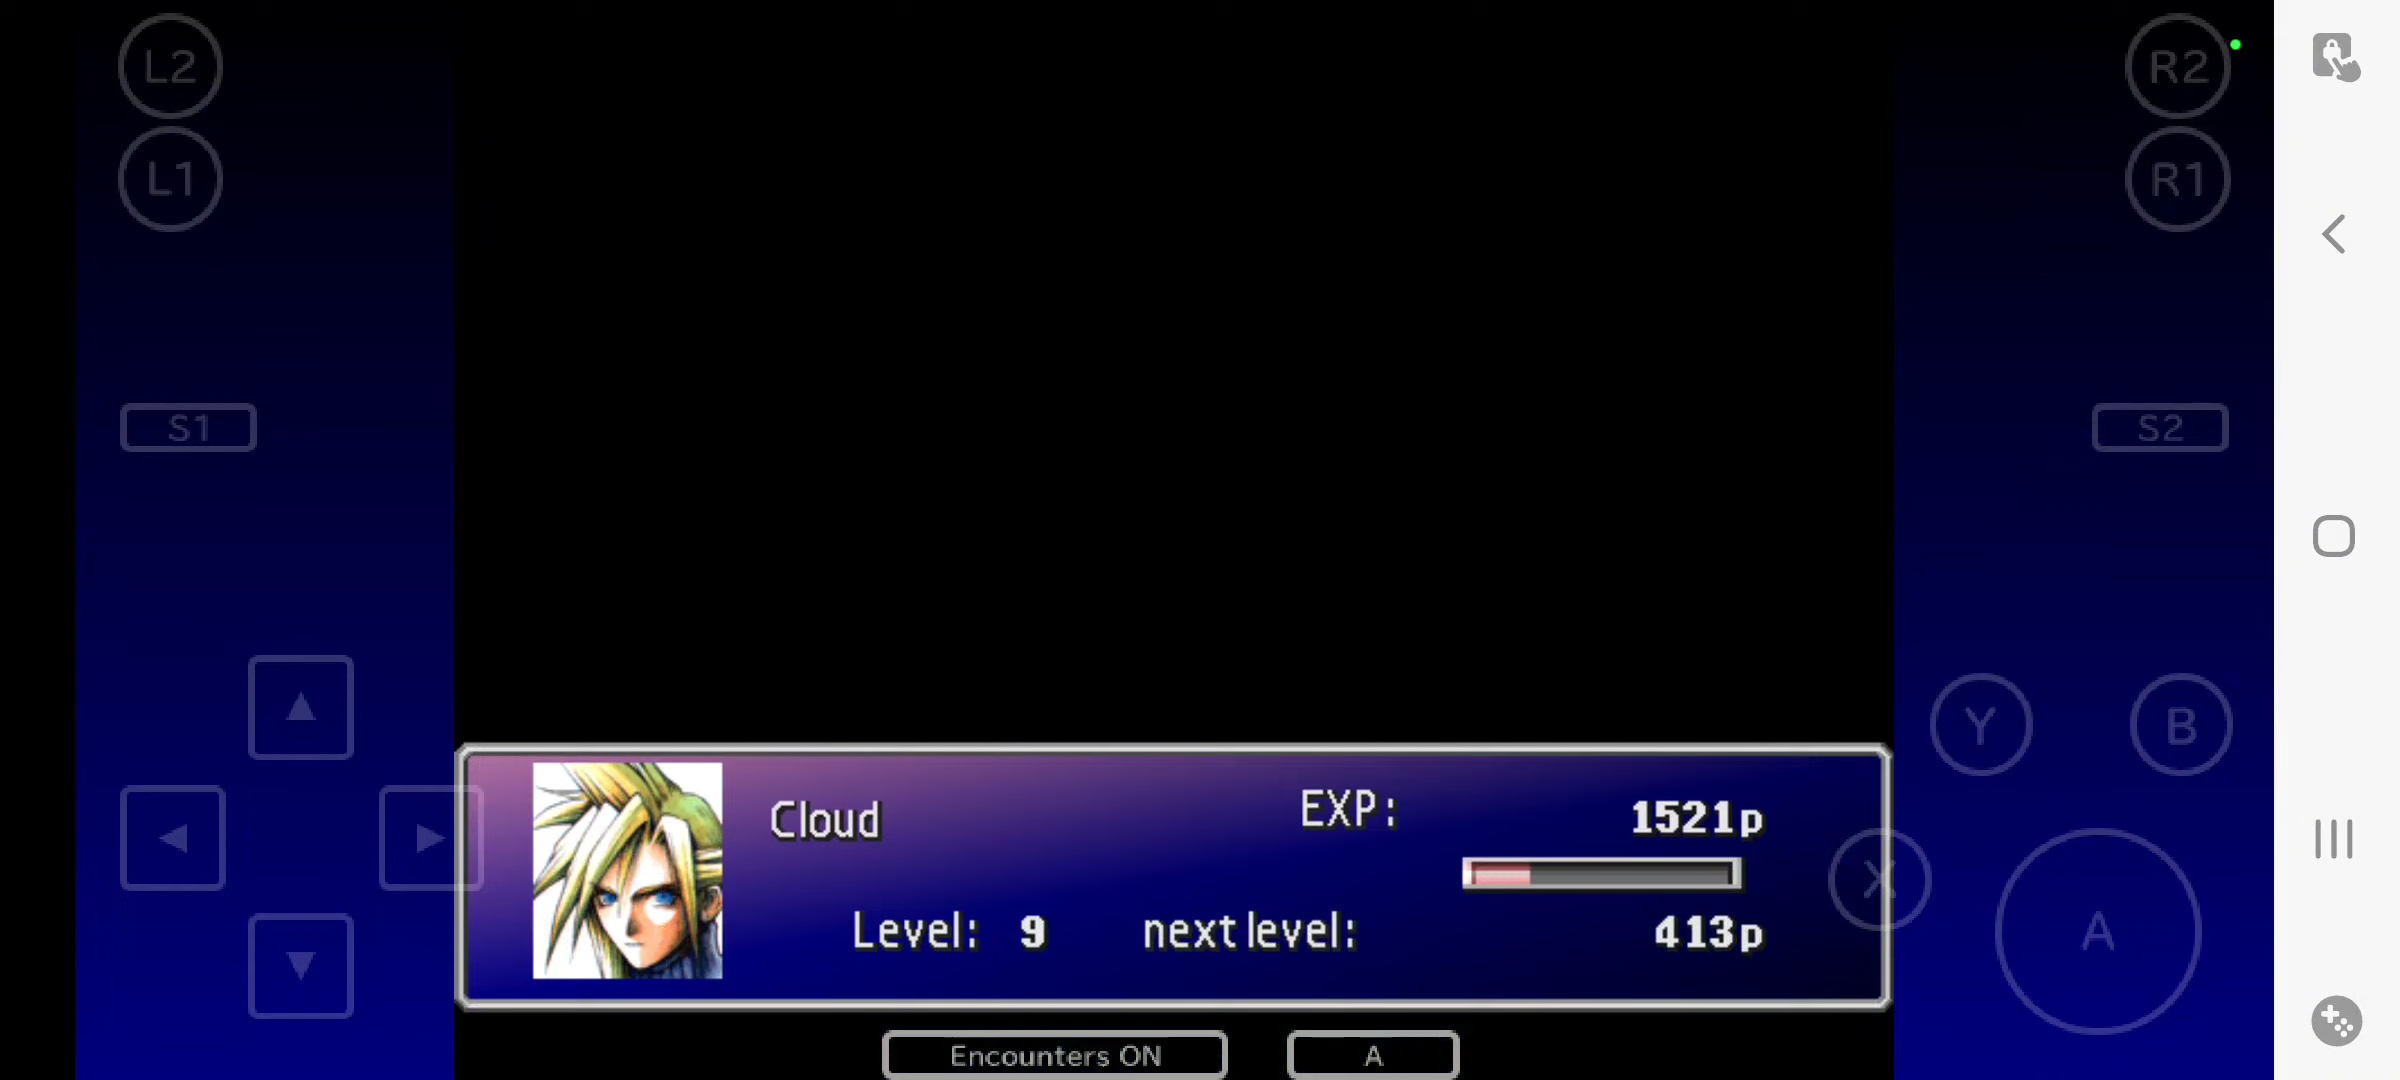 L2
R2
L1
R1
S1
S2
Y
B
Cloud
EXP:
1521p
X
A
Level: 9
next level:
413p
Encounters ON
A